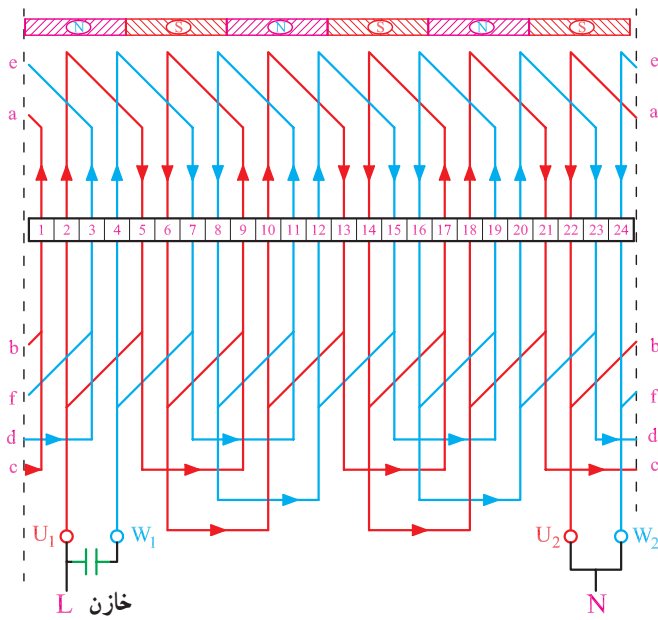 N S N S N S
e e
a a
1 2 3 4 5 6 7 8 9 10 11 12 13 14 15 16 17 18 19 20 21 22 23 24
b b
f f
d d
c c
U1 W1 U2 W2
L خازن N